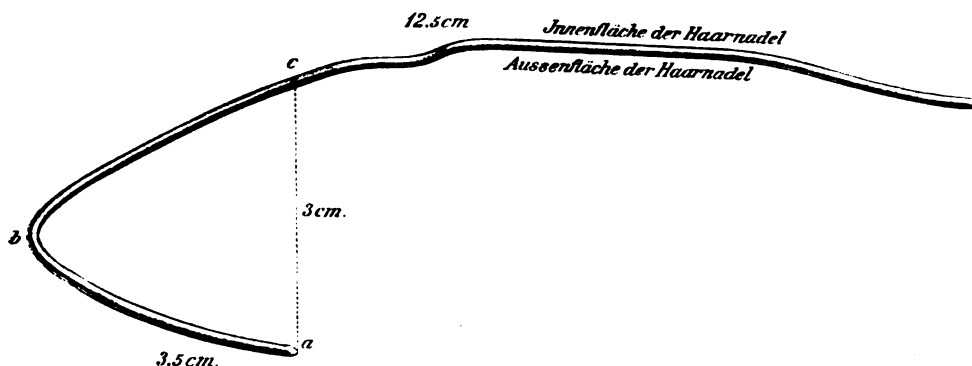 12.5cm
Innenfläche der Haarnadel
Aussenfläche der Haarnadel
c
3cm.
b
a
3.5cm.